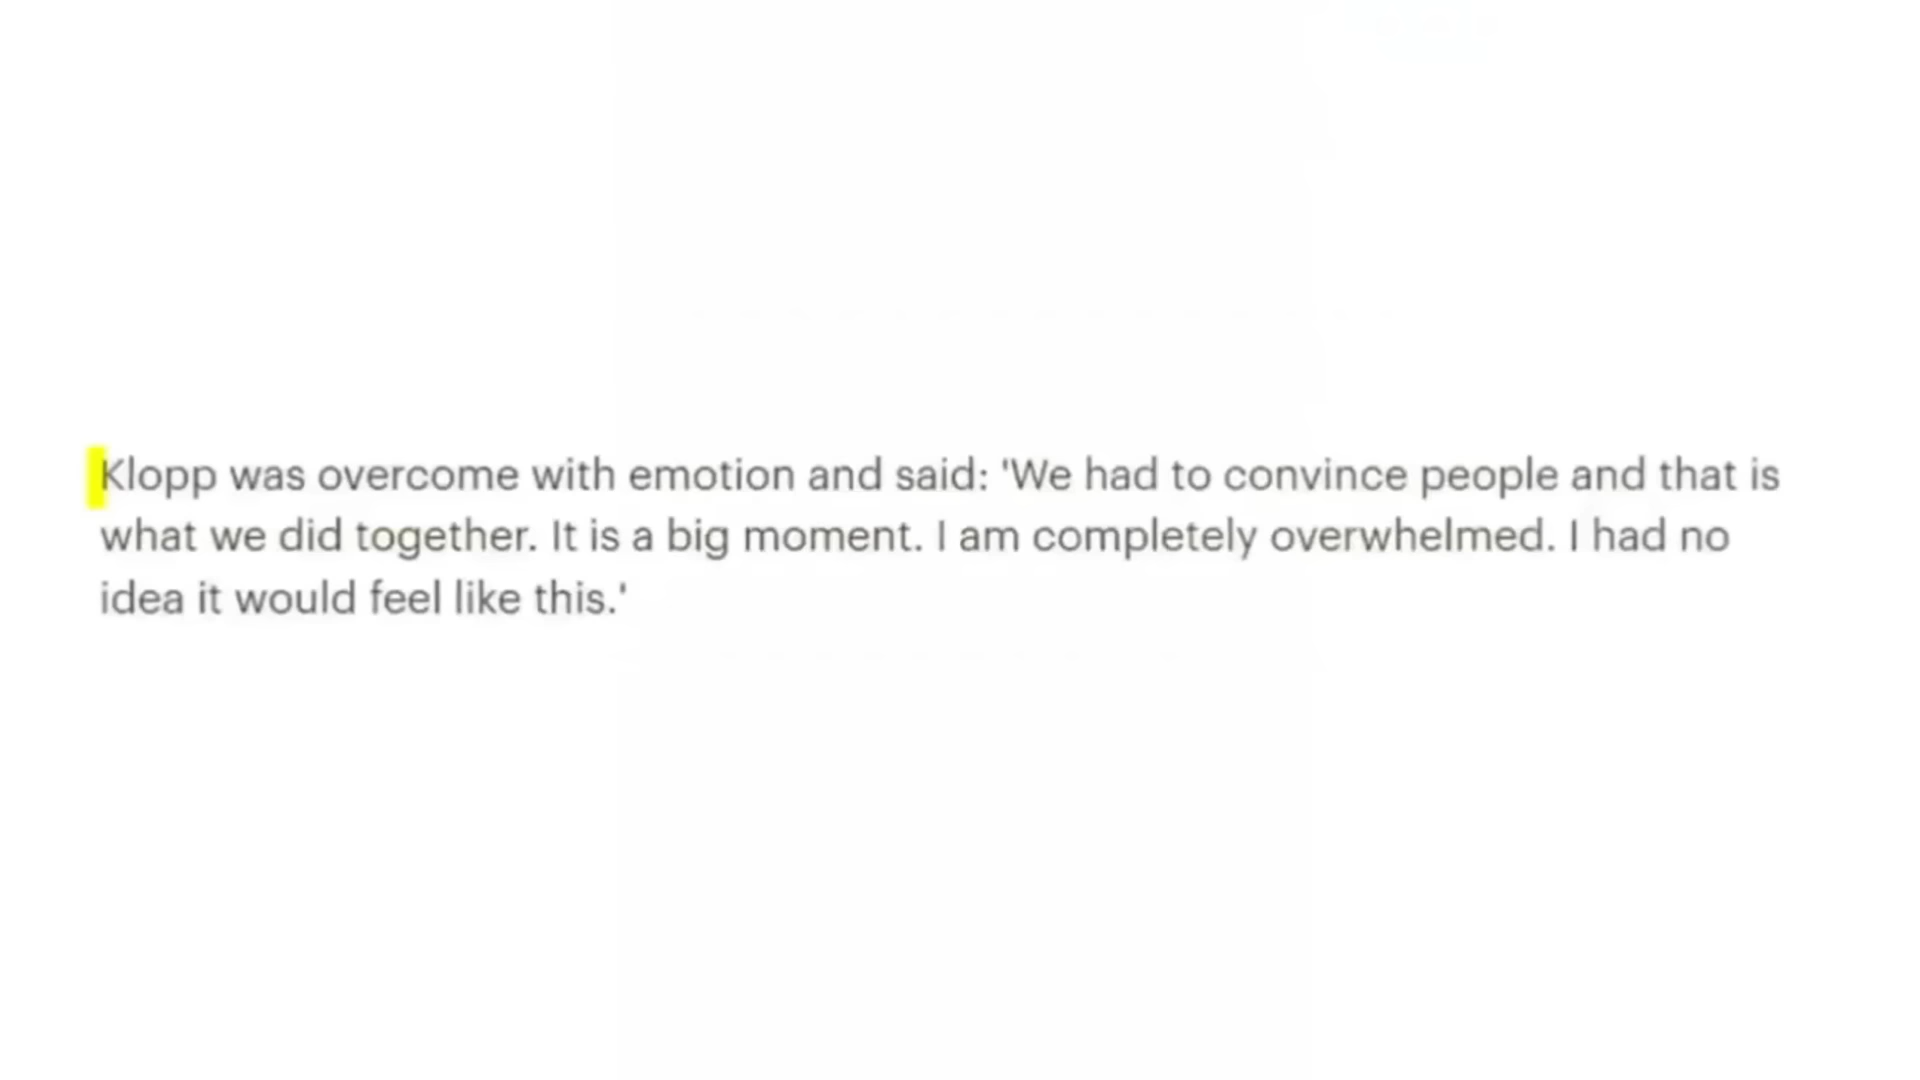 Klopp was overcome with emotion and said: 'We had to convince people and that is
what we did together. It is a big moment. I am completely overwhelmed. I had no
idea it would feel like this.'